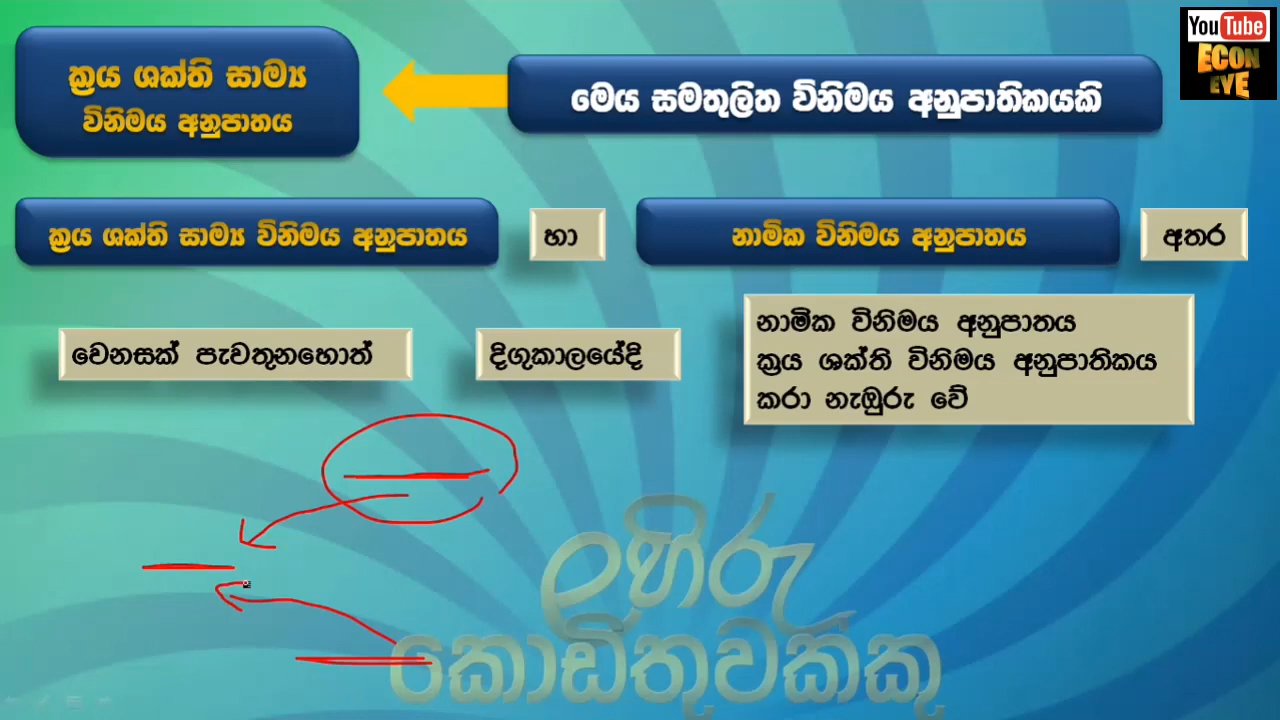 ක්‍රය ශක්ති සාම්‍ය
විනිමය අනුපාතය
මෙය සමතුලිත විනිමය අනුපාතිකයකි
YouTube
ECON
EYE
ක්‍රය ශක්ති සාම්‍ය විනිමය අනුපාතය
හා
නාමික විනිමය අනුපාතය
අතර
වෙනසක් පැවතුනහොත්
දිගුකාලයේදි
නාමික විනිමය අනුපාතය
ක්‍රය ශක්ති විනිමය අනුපාතිකය
කරා නැඹුරු වේ
ලහිරු
කොඩිතුවක්කු